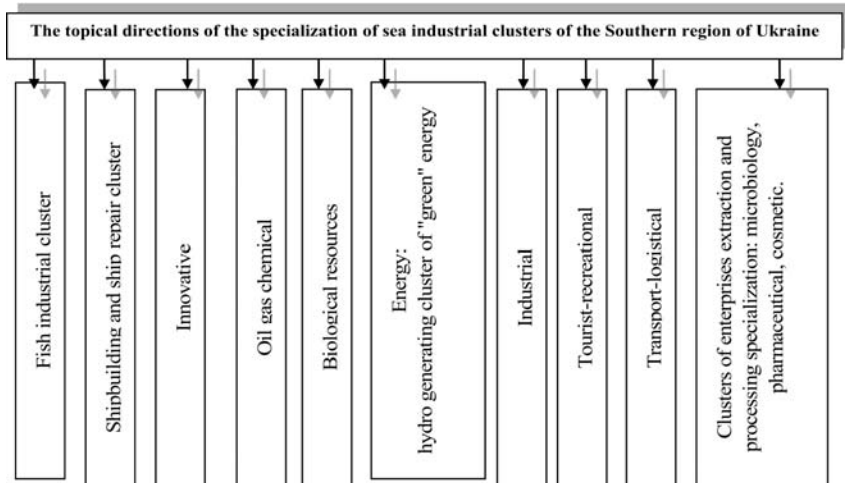 The topical directions of the specialization of sea industrial clusters of the Southern region of Ukraine
Fish industrial cluster
Shipbuilding and ship repair cluster
Innovative
Oil gas chemical
Biological resources
Energy:
hydro generating cluster of "green" energy
Industrial
Tourist-recreational
Transport-logistical
Clusters of enterprises extraction and
processing specialization: microbiology,
pharmaceutical, cosmetic.